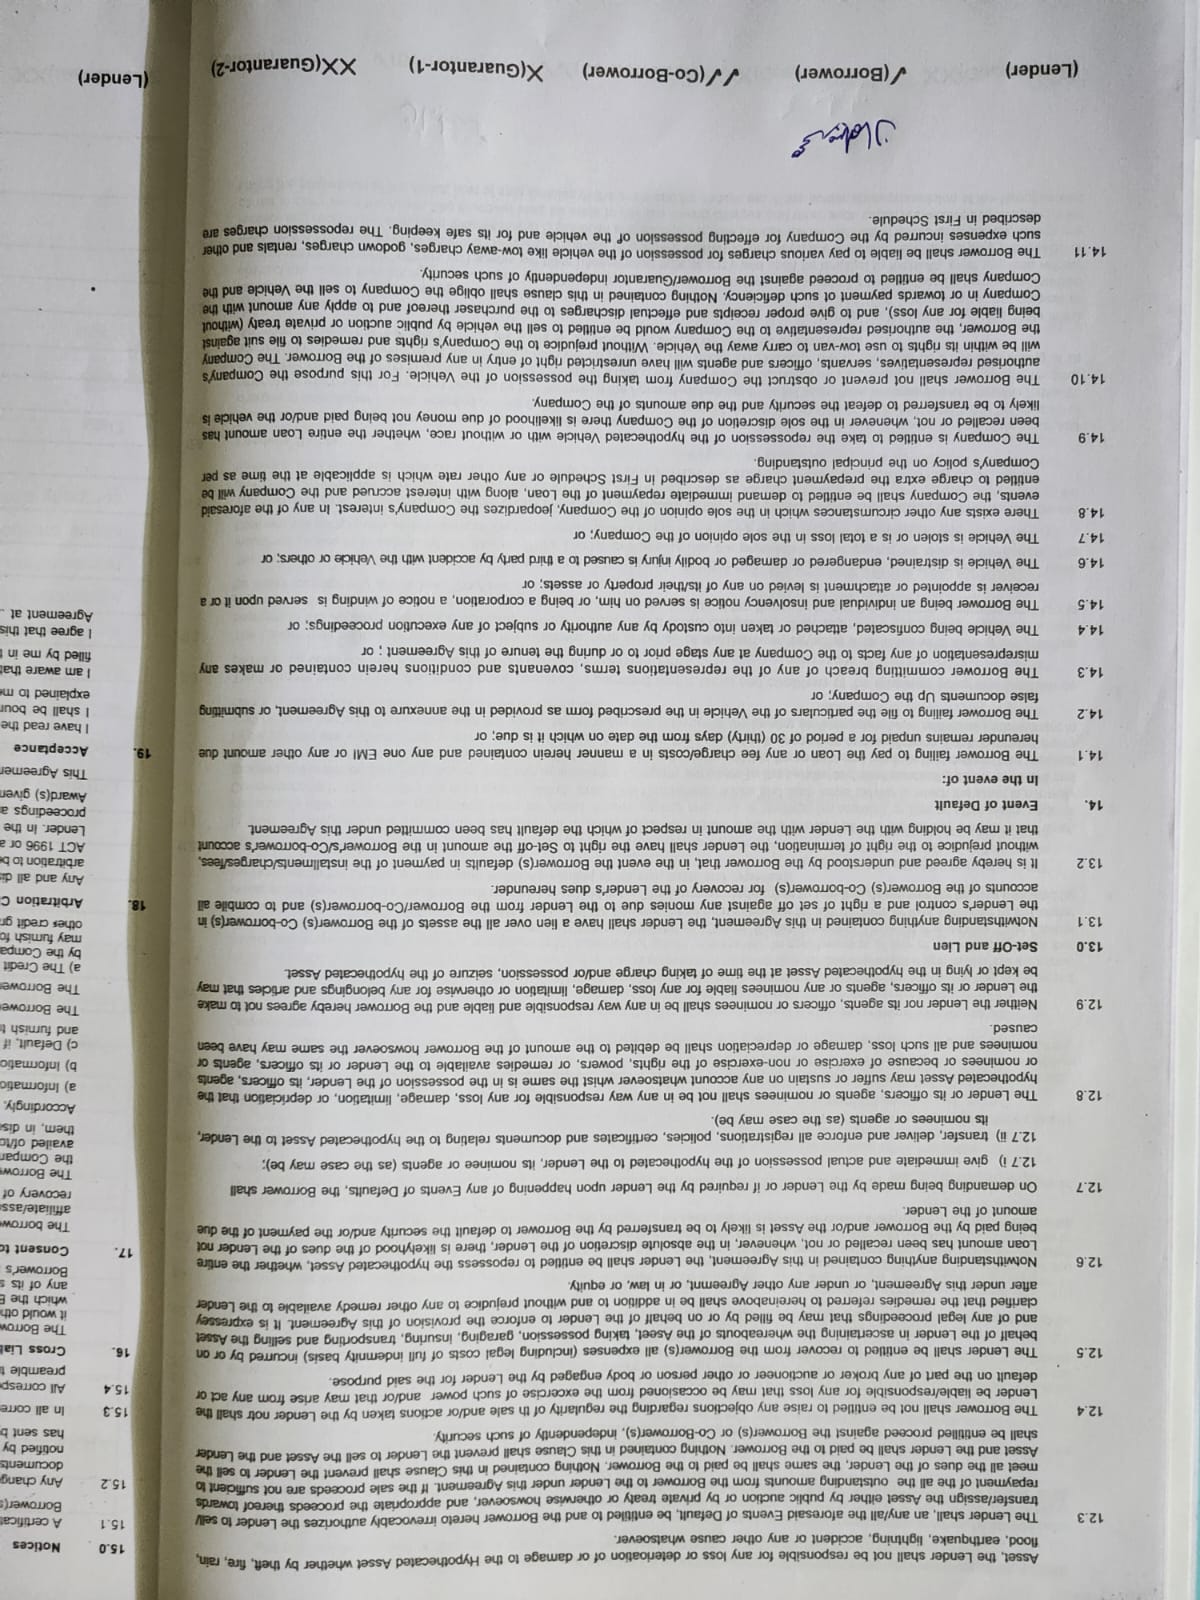 Asset, the Lender shall not be responsible for any loss or deterioation of or damage to the Hypothecated Asset whether by theft, fire, rain,
flood, earthquake, lightning, accident or any other cause whatsoever.
12.3 The Lender shall, an any/all the aforesaid Events of Default, be entitiled to and the Borrower hereto irrevocably authorizes the Lender to sell/
transfer/assign the Asset either by public auction or by private treaty or otherwise howsoever, and appropriate the proceeds thereof towards
repayment of the all the outstanding amounts from the Borrower to the Lender under this Agreement. If the sale proceeds are not sufficient to
meet all the dues of the Lender, the same shall be paid to the Borrower. Nothing contained in this Clause shall prevent the Lender to sell the
Asset and the Lender shall be paid to the Borrower. Nothing contained in this Clause shall prevent the Lender to sell the Asset and the Lender
shall be entitilled proceed against the Borrower(s) or Co-Borrower(s), independently of such security.
12.4 The Borrower shall not be entitled to raise any objections regarding the regularity of th sale and/or actions taken by the Lender notr shall the
Lender be liable/responsible for any loss that may be occasioned from the excercise of such power and/or that may arise from any act or
default on the part of any broker or auctioneer or other person or body engaged by the Lender for the said purpose.
12.5 The Lender shall be entitled to recover from the Borrower(s) all expenses (including legal costs of full indemnity basis) incurred by or on
behalf of the Lender in ascertaining the whereabouts of the Aseet, taking possession, garaging, insuring, transporting and selling the Asset
and of any legal proceedings that may be filled by or on behalf of the Lender to enforce the provision of this Agreement. It is expressey
clarified that the remedies referred to hereinabove shall be in addition to and without prejudice to any other remedy available to the Lender
after under this Agreement, or under any other Agreemnt, or in law, or equity.
12.6 Notwithstanding anything contained in this Agreement, the Lender shall be entitled to repossess the hypothecated Asset, whether the entire
Loan amount has been recalled or not, whenever, in the absolute discretion of the Lender, there is likelyhood of the dues of the Lender not
being paid by the Borrower and/or the Asset is likely to be transferred by the Borrower to default the security and/or the payment of the due
amount of the Lender.
12.7 On demanding being made by the Lender or if required by the Lender upon happening of any Events of Defaults, the Borrower shall
12.7 i) give immediate and actual possession of the hypothecated to the Lender, its nominee or agents (as the case may be);
12.7 ii) transfer, deliver and enforce all registrations, policies, certificates and documents relating to the hypothecated Asset to the Lender,
its nominees or agents (as the case may be).
12.8 The Lender or its officers, agents or nominees shall not be in any way responsible for any loss, damage, limitation, or depriciation that the
hypothecated Asset may suffer or sustain on any account whatsoever whist the same is in the possession of the Lender, its officers, agents
or nominees or because of exercise or non-exercise of the rights, powers, or remedies available to the Lender or its officers, agents or
nominees and all such loss, damage or depreciation shall be debited to the amount of the Borrower howsoever the same may have been
caused.
12.9 Neither the Lender nor its agents, officers or nominees shall be in any way responsible and liable and the Borrower hereby agrees not to make
the Lender or its officers, agents or any nominees liable for any loss, damage, limitation or otherwise for any belongings and articles that may
be kept or lying in the hypothecated Asset at the time of taking charge and/or possession, seizure of the hypothecated Asset.
13.0 Set-Off and Lien
13.1 Notwithstanding anything contained in this Agreement, the Lender shall have a lien over all the assets of the Borrower(s) Co-borrower(s) in
the Lender's control and a right of set off against any monies due to the Lender from the Borrower/Co-borrower(s) and to combile all
accounts of the Borrower(s) Co-borrower(s) for recovery of the Lender's dues hereunder.
13.2 It is hereby agreed and understood by the Borrower that, in the event the Borrower(s) defaults in payment of the installments/charges/fees,
without prejudice to the right of termination, the Lender shall have the right to Set-off the amount in the Borrower's/Co-borrower's account
that it may be holding with the Lender with the amount in respect of which the default has been committed under this Agreement.
14. Event of Default
In the event of:
14.1 The Borrower failing to pay the Loan or any fee charge/costs in a manner herein contained and any one EMI or any other amount due
hereunder remains unpaid for a period of 30 (thirty) days from the date on which it is due; or
14.2 The Borrower failing to file the particulars of the Vehicle in the prescribed form as provided in the annexure to this Agreement, or submitting
false documents Up the Company; or
14.3 The Borrower committing breach of any of the representations terms, covenants and conditions herein contained or makes any
misrepresentation of any facts to the Company at any stage prior to or during the tenure of this Agreement ; or
14.4 The Vehicle being confiscated, attached or taken into custody by any authority or subject of any execution proceedings; or
14.5 The Borrower being an individual and insolvency notice is served on him, or being a corporation, a notice of winding is served upon it or a
receiver is appointed or attachment is levied on any of its/their property or assets; or
14.6 The Vehicle is distrained, endangered or damaged or bodily injury is caused to a third party by accident with the Vehicle or others; or
14.7 The Vehicle is stolen or is a total loss in the sole opinion of the Company; or
14.8 There exists any other circumstances which in the sole opinion of the Company, jeopardizes the Company's interest. In any of the aforesaid
events, the Company shall be entitled to demand immediate repayment of the Loan, along with interest accrued and the Company will be
entitled to charge extra the prepayment charge as described in First Schedule or any other rate which is applicable at the time as per
Company's policy on the principal outstanding.
14.9 The Company is entitled to take the repossession of the hypothecated Vehicle with or without race, whether the entire Loan amount has
been recalled or not, whenever in the sole discretion of the Company there is likelihood of due money not being paid and/or the vehicle is
likely to be transferred to defeat the security and the due amounts of the Company.
14.10 The Borrower shall not prevent or obstruct the Company from taking the possession of the Vehicle. For this purpose the Company's
authorised representatives, servants, officers and agents will have unrestricted right of entry in any premises of the Borrower. The Company
will be within its rights to use tow-van to carry away the Vehicle. Without prejudice to the Company's rights and remedies to file suit against
the Borrower, the authorised representative to the Company would be entitled to sell the vehicle by public auction or private treaty (without
being liable for any loss), and to give proper receipts and effectual discharges to the purchaser thereof and to apply any amount with the
Company in or towards payment ot such deficiency. Nothing contained in this clause shall oblige the Company to sell the Vehicle and the
Company shall be entitled to proceed against the Borrower/Guarantor independently of such security.
14.11 The Borrower shall be liable to pay various charges for possession of the vehicle like tow-away charges, godown charges, rentals and other
such expenses incurred by the Company for effecting possession of the vehicle and for its safe keeping. The repossession charges are
described in First Schedule.
(Lender) ✓(Borrower) ✓✓(Co-Borrower) X(Guarantor-1) XX(Guarantor-2)
15.0 Notices
15.1 A certificat
Borrower(s
15.2 Any chang
documents
notified by
has sent b
15.3 In all corre
15.4 All corresp
preamble t
16. Cross Liab
The Borrow
it would oth
which the B
any of its s
Borrower's
17. Consent to
The borrow
affiliate/ass
recovery of
The Borrowe
the Compan
availed of/to
them, in dis
Accordingly,
a) Informatio
b) Informatio
c) Default, if
and furnish t
The Borrowe
The Borrower
a) The Credit
by the Compa
may furnish fo
othes credit gr
18. Arbitration C
Any and all dis
arbitration to be
ACT 1996 or a
Lender. In the
proceedings a
Award(s) given
This Agreemen
19. Acceptance
I have read the
I shall be boun
explained to me
I am aware that
filled by me in t
I agree that this
Agreement at
(Lender)